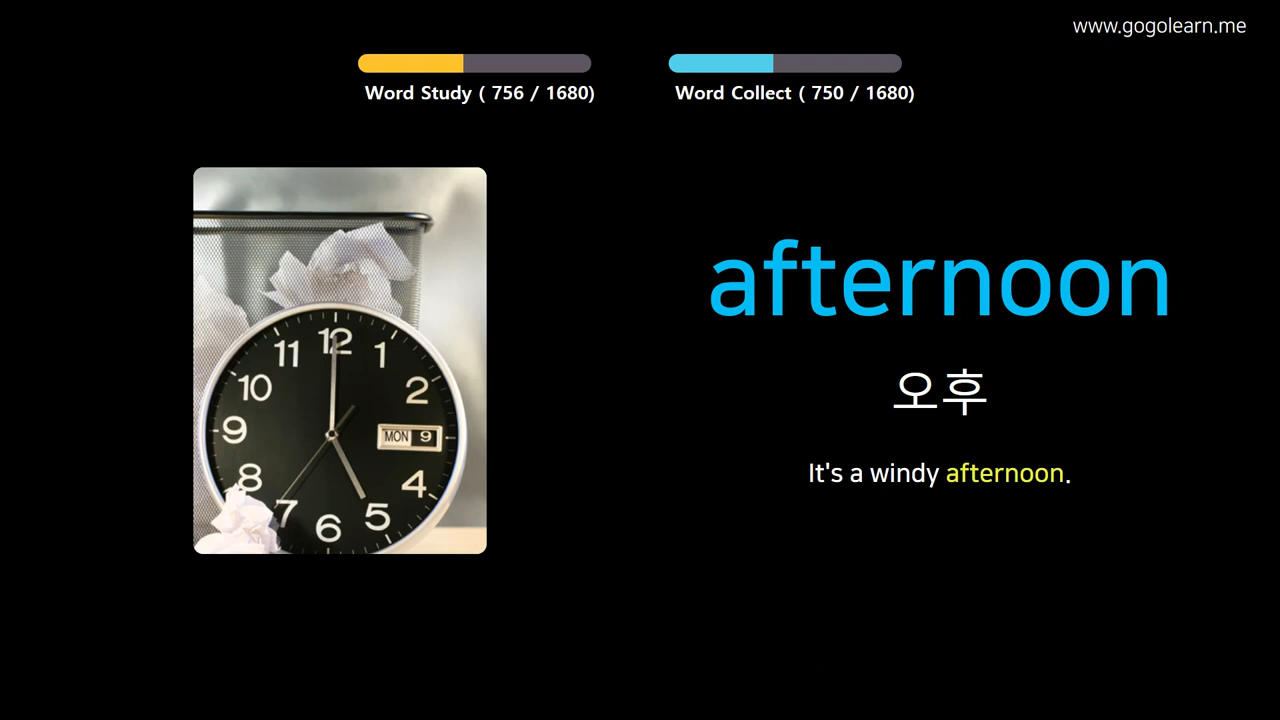 www.gogolearn.me
Word Study ( 756 / 1680)
Word Collect ( 750 / 1680)
afternoon
오후
It's a windy afternoon.
12
11
1
10
2
9
MON 9
8
4
7
5
6